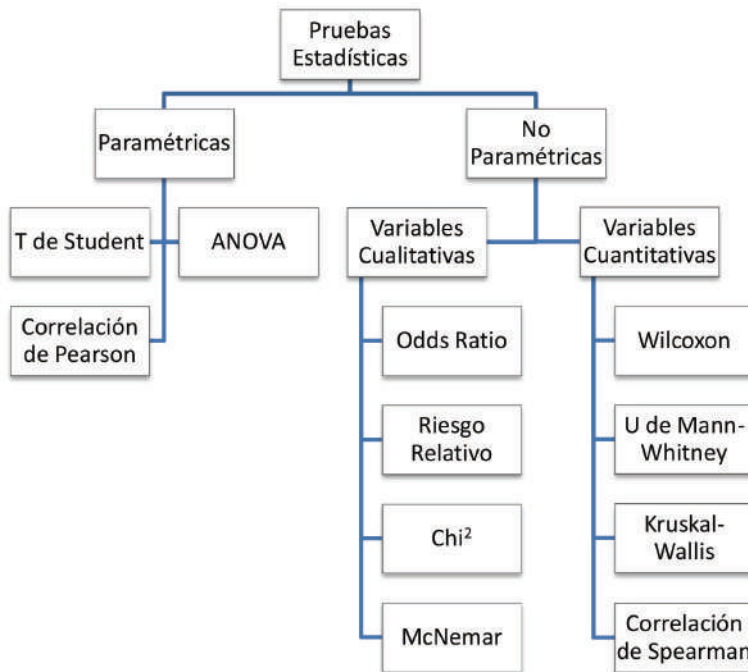 Pruebas
Estadísticas
Paramétricas
No
Paramétricas
T de Student
ANOVA
Correlación
de Pearson
Variables
Cualitativas
Variables
Cuantitativas
Odds Ratio
Riesgo
Relativo
Chi²
McNemar
Wilcoxon
U de Mann-
Whitney
Kruskal-
Wallis
Correlación
de Spearman